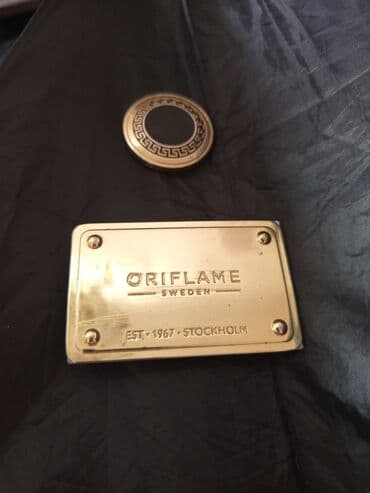 ORIFLAME
SWEDEN
EST • 1967 • STOCKHOLM